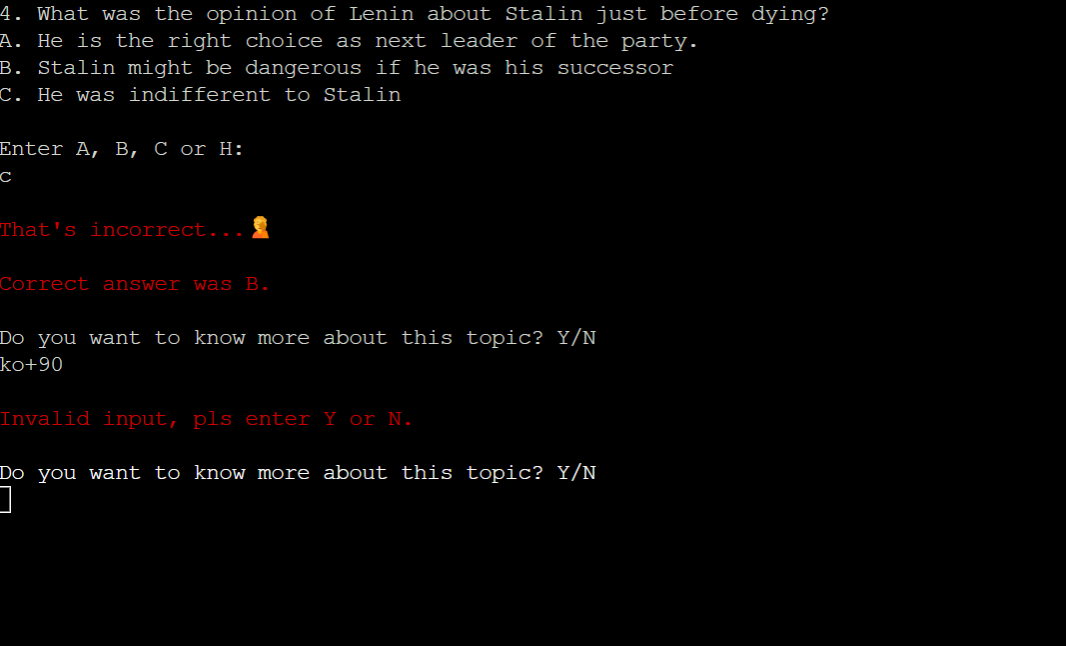 4. What was the opinion of Lenin about Stalin just before dying?
A. He is the right choice as next leader of the party.
B. Stalin might be dangerous if he was his successor
C. He was indifferent to Stalin
Enter A, B, C or H:
c
That's incorrect...
Correct answer was B.
Do you want to know more about this topic? Y/N
ko+90
Invalid input, pls enter Y or N.
Do you want to know more about this topic? Y/N